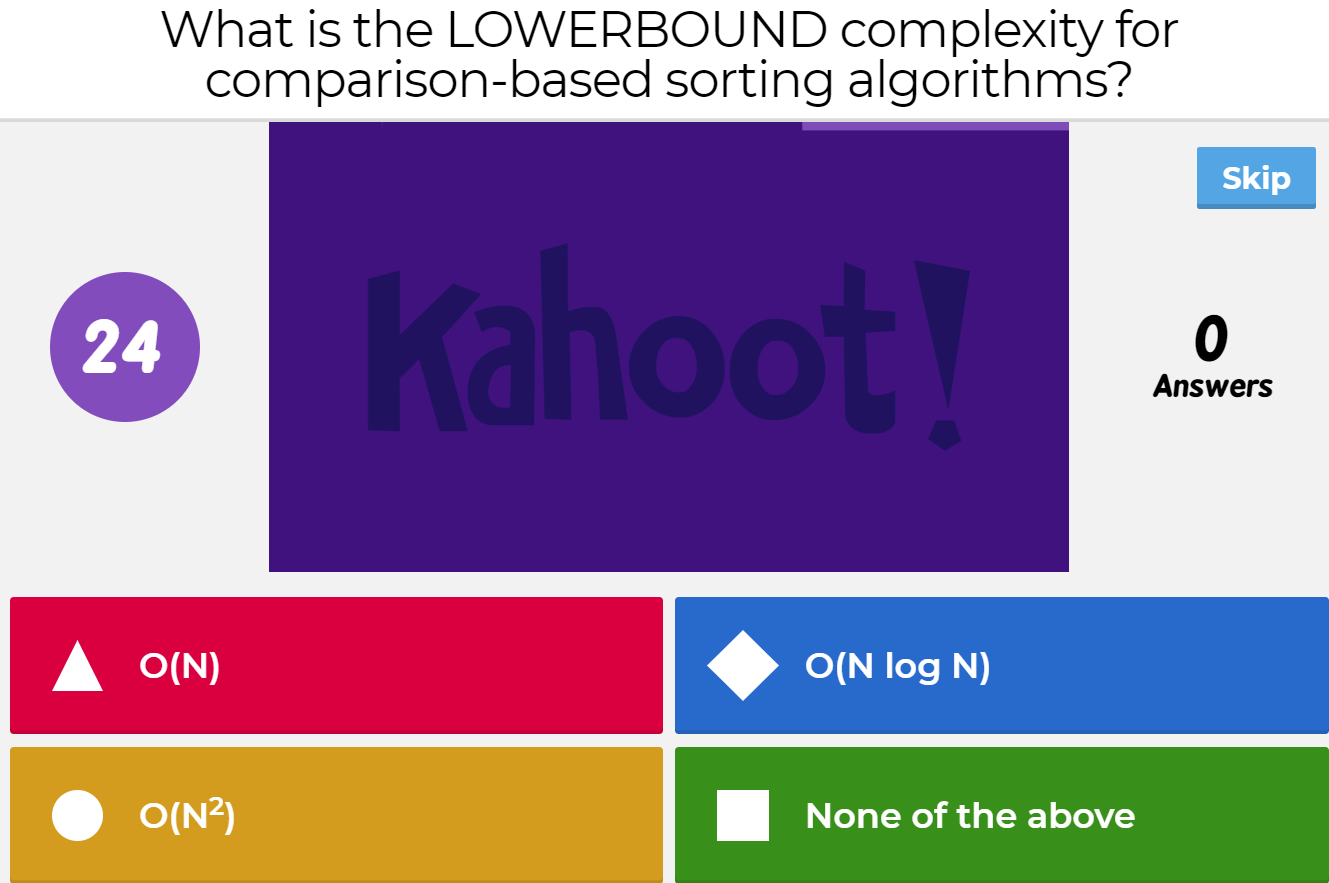 What is the LOWERBOUND complexity for
comparison-based sorting algorithms?
Skip
24
Kahoot!
0
Answers
O(N)
O(N log N)
O(N²)
None of the above